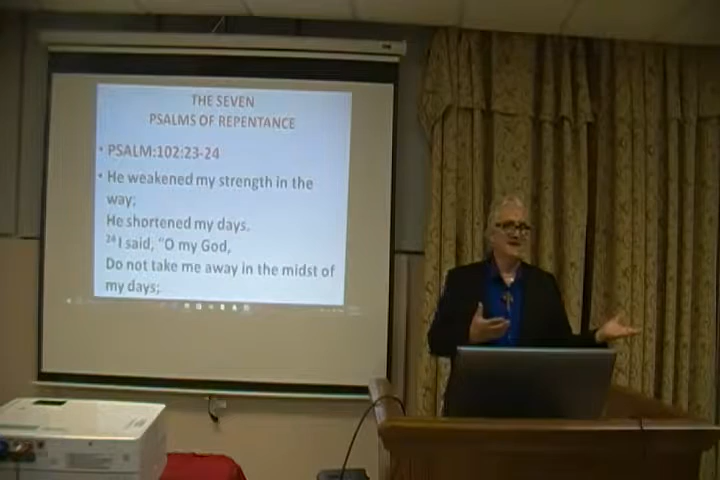 THE SEVEN
PSALMS OF REPENTANCE
• PSALM:102:23-24
• He weakened my strength in the
way;
He shortened my days.
24 I said, “O my God,
Do not take me away in the midst of
my days;